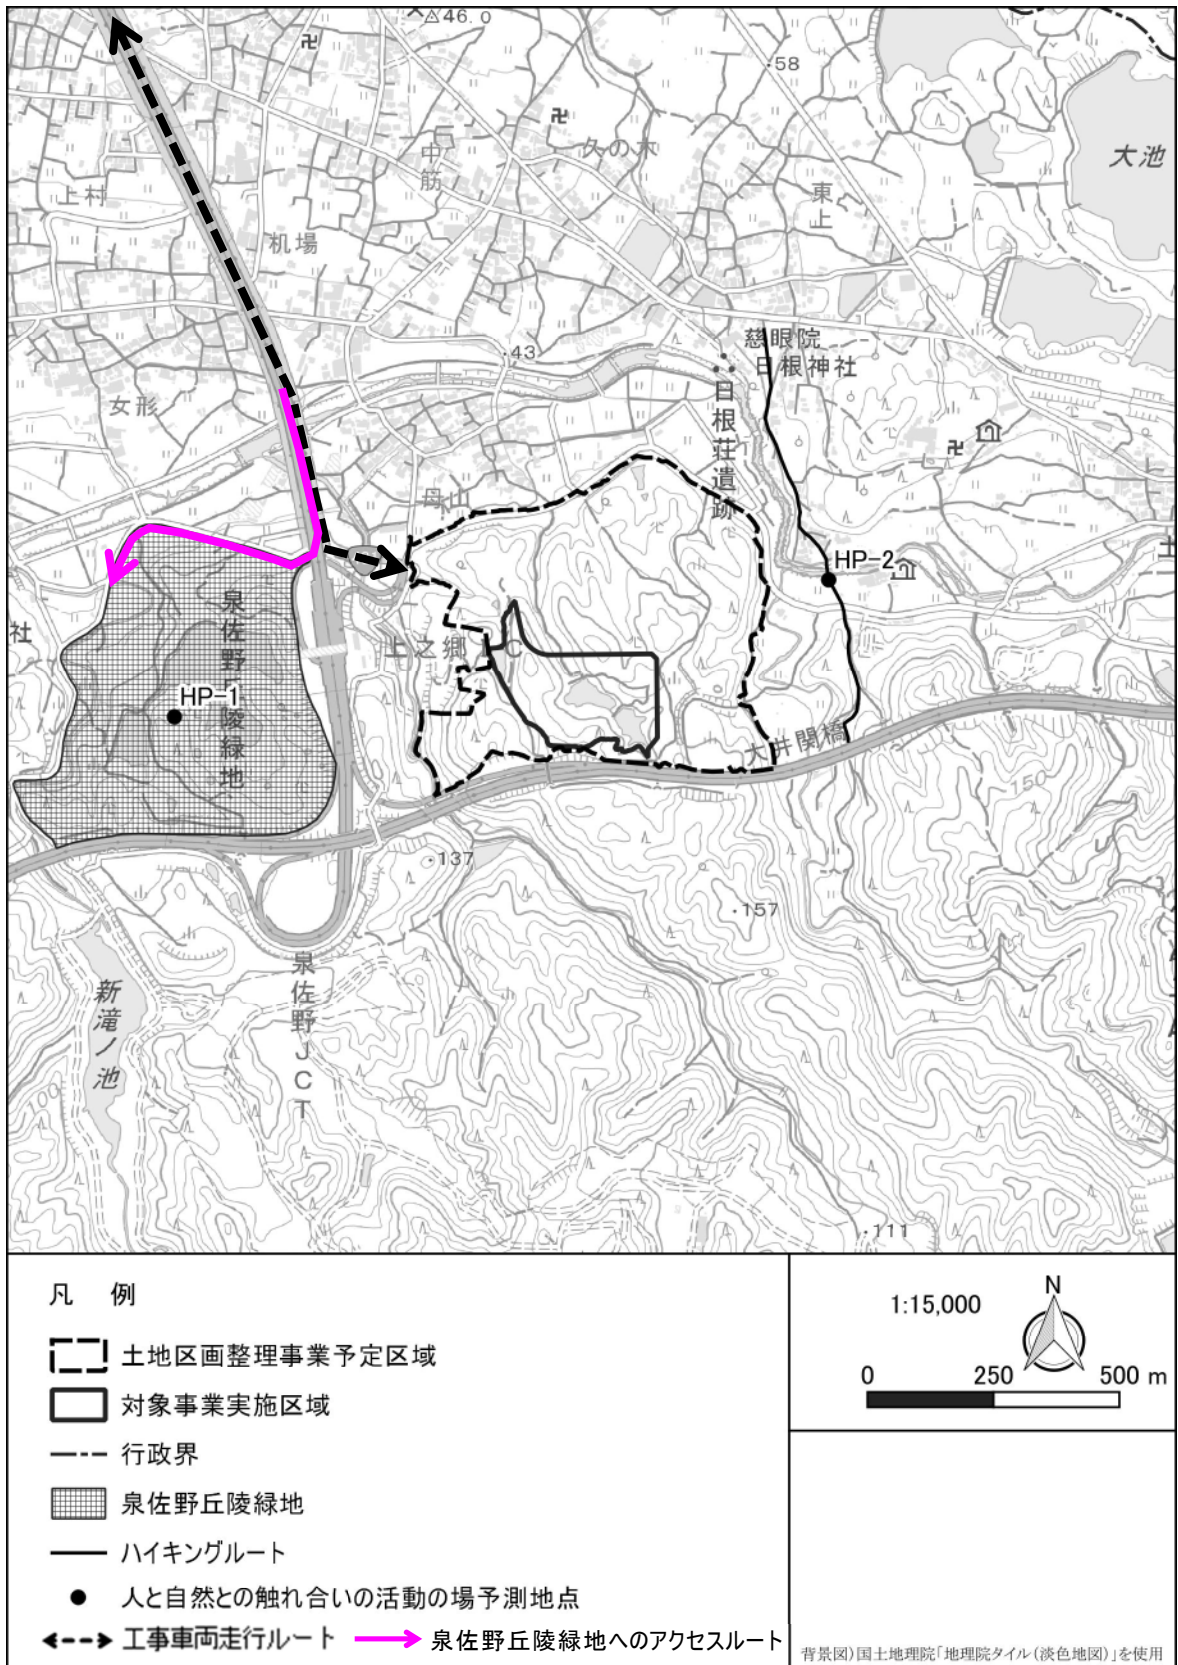 46.0
58
大池
中筋
久の木
東上
上村
机場
慈眼院
日根神社
43
女形
日根荘遺跡
母山
HP-2
土
社
泉佐野丘陵緑地
上之郷IC
HP-1
大井関橋
150
137
157
新滝ノ池
泉佐野JCT
100
111
凡 例
土地区画整理事業予定区域
対象事業実施区域
行政界
泉佐野丘陵緑地
ハイキングルート
人と自然との触れ合いの活動の場予測地点
工事車両走行ルート
泉佐野丘陵緑地へのアクセスルート
1:15,000
N
0 250 500 m
背景図)国土地理院「地理院タイル(淡色地図)」を使用